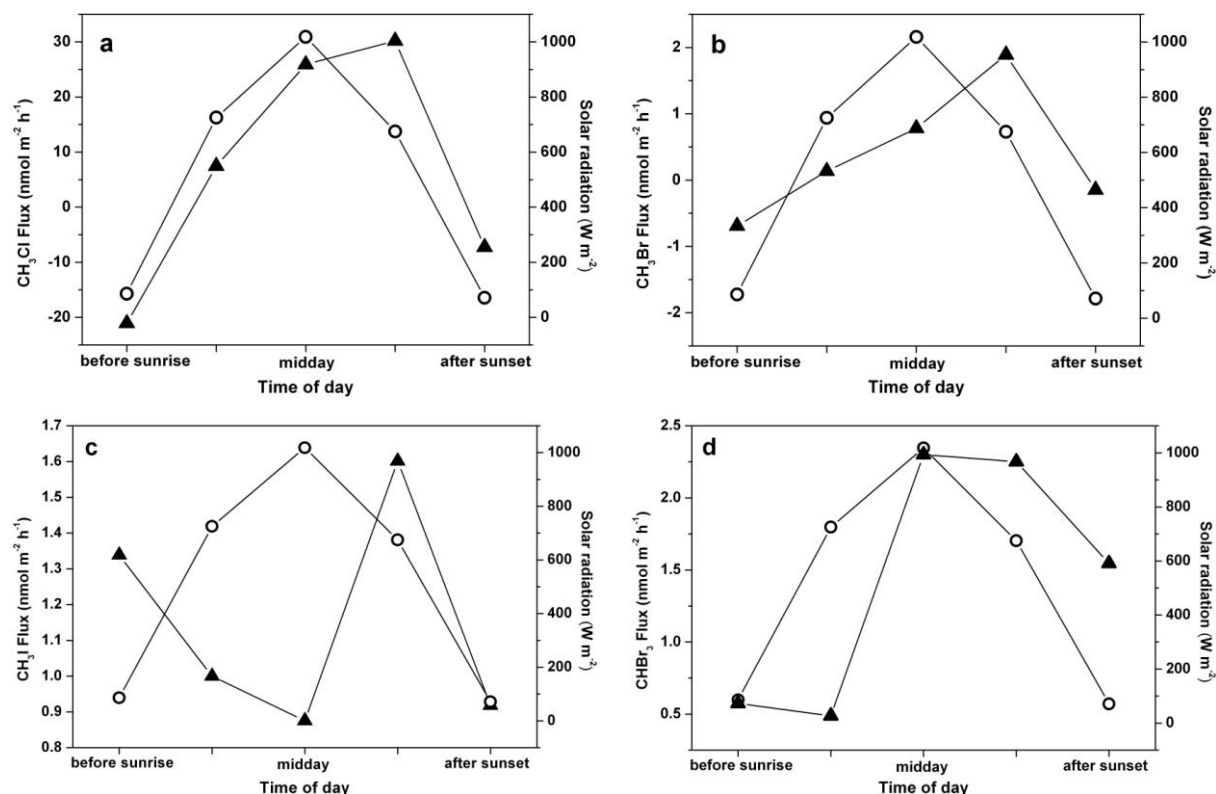 a
30
20
10
0
-10
-20
CH₃Cl Flux (nmol m⁻² h⁻¹)
1000
800
600
400
200
0
Solar radiation (W m⁻²)
before sunrise midday after sunset
Time of day
b
2
1
0
-1
-2
CH₃Br Flux (nmol m⁻² h⁻¹)
1000
800
600
400
200
0
Solar radiation (W m⁻²)
before sunrise midday after sunset
Time of day
c
1.7
1.6
1.5
1.4
1.3
1.2
1.1
1.0
0.9
0.8
CH₃I Flux (nmol m⁻² h⁻¹)
1000
800
600
400
200
0
Solar radiation (W m⁻²)
before sunrise midday after sunset
Time of day
d
2.5
2.0
1.5
1.0
0.5
CHBr₃ Flux (nmol m⁻² h⁻¹)
1000
800
600
400
200
0
Solar radiation (W m⁻²)
before sunrise midday after sunset
Time of day